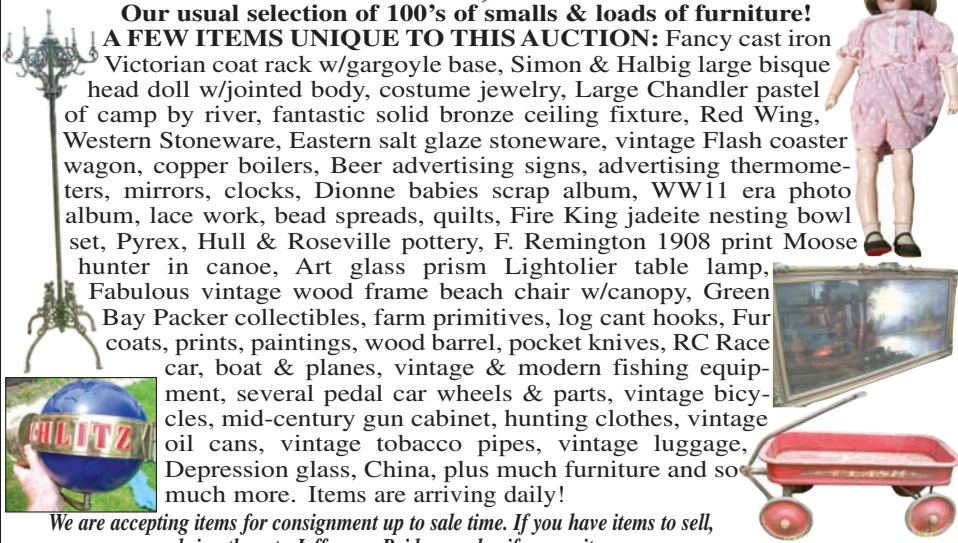 Our usual selection of 100's of smalls & loads of furniture!
A FEW ITEMS UNIQUE TO THIS AUCTION: Fancy cast iron
Victorian coat rack w/gargoyle base, Simon & Halbig large bisque
head doll w/jointed body, costume jewelry, Large Chandler pastel
of camp by river, fantastic solid bronze ceiling fixture, Red Wing,
Western Stoneware, Eastern salt glaze stoneware, vintage Flash coaster
wagon, copper boilers, Beer advertising signs, advertising thermome-
ters, mirrors, clocks, Dionne babies scrap album, WW11 era photo
album, lace work, bead spreads, quilts, Fire King jadeite nesting bowl
set, Pyrex, Hull & Roseville pottery, F. Remington 1908 print Moose
hunter in canoe, Art glass prism Lightolier table lamp,
Fabulous vintage wood frame beach chair w/canopy, Green
Bay Packer collectibles, farm primitives, log cant hooks, Fur
coats, prints, paintings, wood barrel, pocket knives, RC Race
car, boat & planes, vintage & modern fishing equip-
ment, several pedal car wheels & parts, vintage bicy-
cles, mid-century gun cabinet, hunting clothes, vintage
oil cans, vintage tobacco pipes, vintage luggage,
Depression glass, China, plus much furniture and so
much more. Items are arriving daily!
CHLITZ
FLASH
We are accepting items for consignment up to sale time. If you have items to sell,